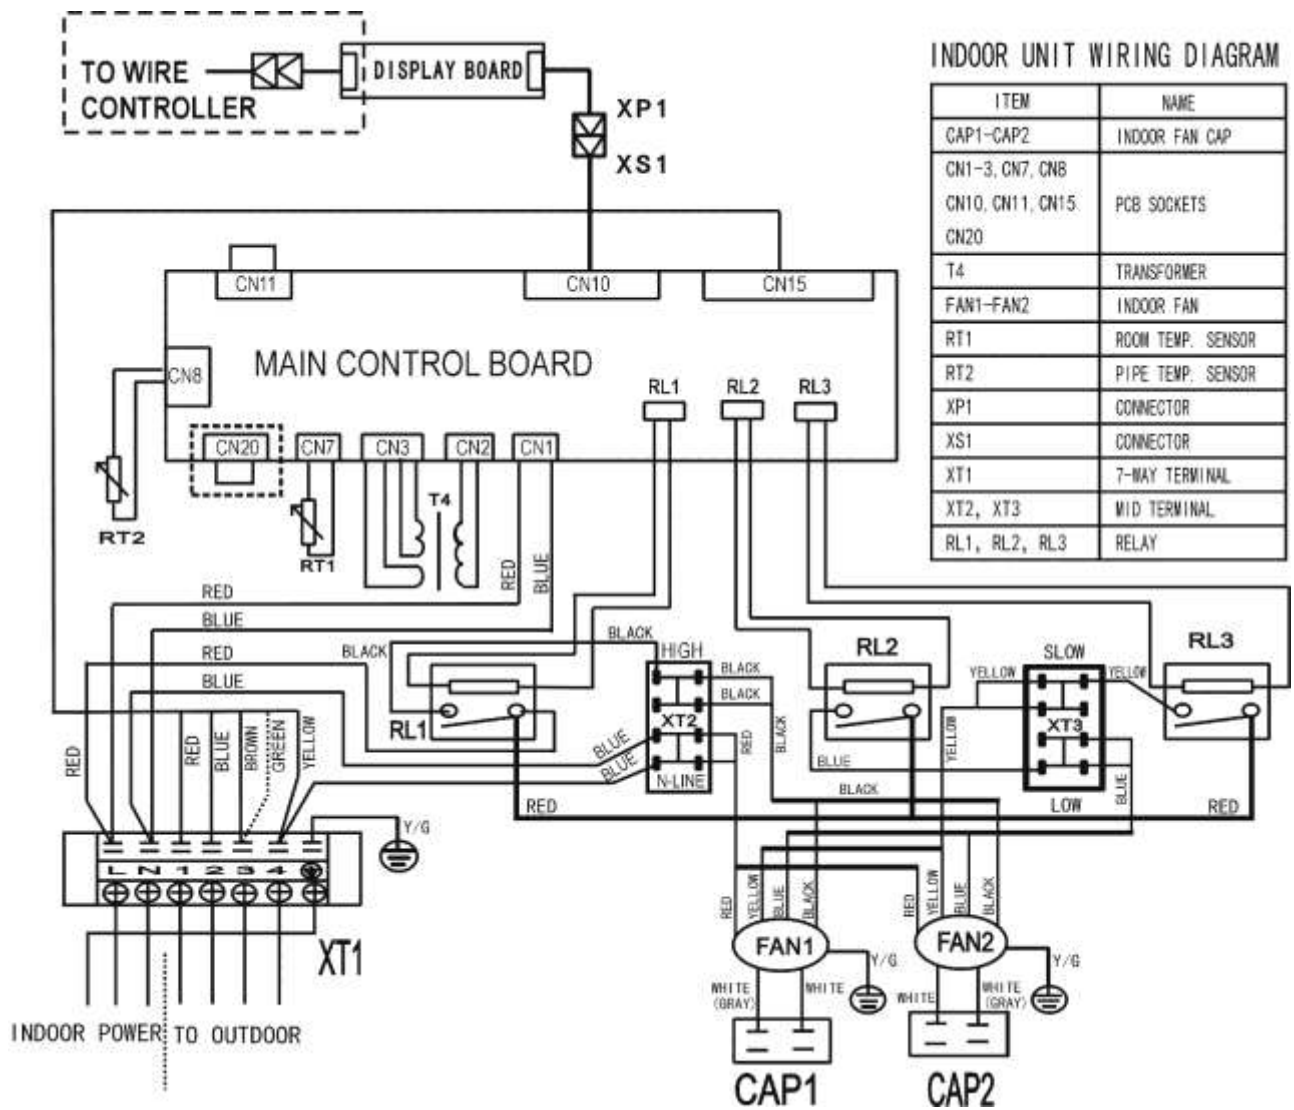 TO WIRE
CONTROLLER
DISPLAY BOARD
XP1
XS1
INDOOR UNIT WIRING DIAGRAM
ITEM NAME
CAP1-CAP2 INDOOR FAN CAP
CN1-3, CN7, CN8
CN10, CN11, CN15 PCB SOCKETS
CN20
T4 TRANSFORMER
FAN1-FAN2 INDOOR FAN
RT1 ROOM TEMP. SENSOR
RT2 PIPE TEMP. SENSOR
XP1 CONNECTOR
XS1 CONNECTOR
XT1 7-WAY TERMINAL
XT2, XT3 MID TERMINAL
RL1, RL2, RL3 RELAY
CN11 CN10 CN15
MAIN CONTROL BOARD
CN8
RL1 RL2 RL3
CN20 CN7 CN3 CN2 CN1
T4
RT2
RT1
RED BLUE
RED
BLUE
RED
BLUE
BLACK
BLACK
HIGH
BLACK
BLACK
RL1
XT2
N-LINE
BLUE
BLUE
RED
BLACK
RL2
BLUE
YELLOW
YELLOW
SLOW
YELLOW
XT3
LOW
BLUE
RL3
RED
BLACK
RED
RED
RED
BLUE
BROWN
GREEN
YELLOW
Y/G
L N 1 2 3 4
XT1
INDOOR POWER TO OUTDOOR
RED
YELLOW
BLUE
BLACK
RED
YELLOW
BLUE
BLACK
FAN1
FAN2
Y/G
Y/G
WHITE
(GRAY)
WHITE
WHITE
WHITE
(GRAY)
CAP1
CAP2